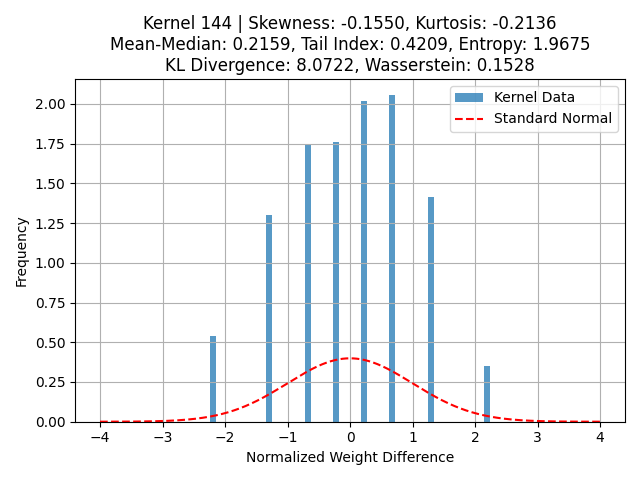 Kernel 144 | Skewness: -0.1550, Kurtosis: -0.2136
Mean-Median: 0.2159, Tail Index: 0.4209, Entropy: 1.9675
KL Divergence: 8.0722, Wasserstein: 0.1528
Kernel Data
Standard Normal
Frequency
2.00
1.75
1.50
1.25
1.00
0.75
0.50
0.25
0.00
−4 −3 −2 −1 0 1 2 3 4
Normalized Weight Difference